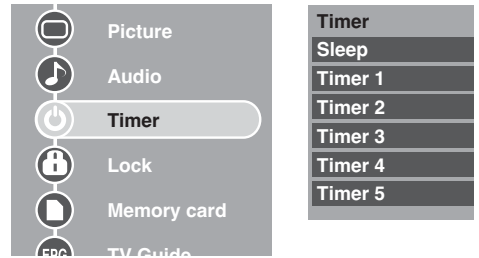 Picture
Audio
Timer
Lock
Memory card
EPG TV Guide
Timer
Sleep
Timer 1
Timer 2
Timer 3
Timer 4
Timer 5